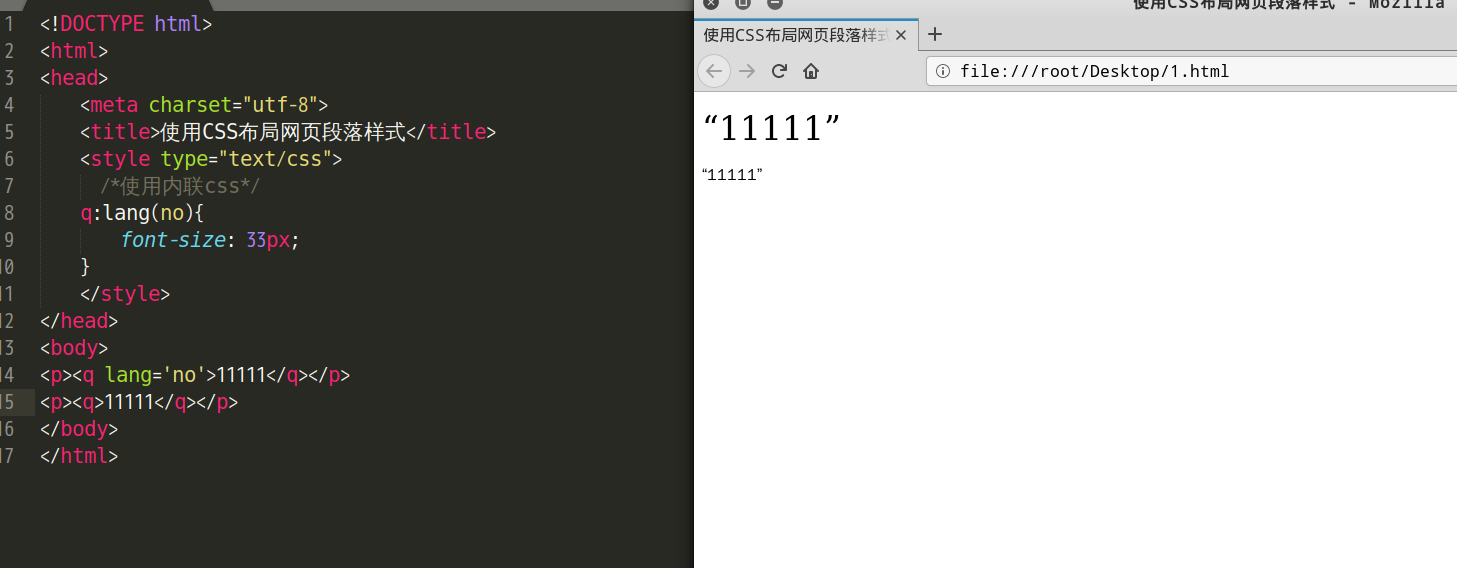 1 <!DOCTYPE html>
2 <html>
3 <head>
4 <meta charset="utf-8">
5 <title>使用CSS布局网页段落样式</title>
6 <style type="text/css">
7 /*使用内联css*/
8 q:lang(no){
9 font-size: 33px;
10 }
11 </style>
12 </head>
13 <body>
14 <p><q lang='no'>11111</q></p>
15 <p><q>11111</q></p>
16 </body>
17 </html>
使用CSS布局网页段落样式 - Mozilla
使用CSS布局网页段落样式
file:///root/Desktop/1.html
“11111”
“11111”